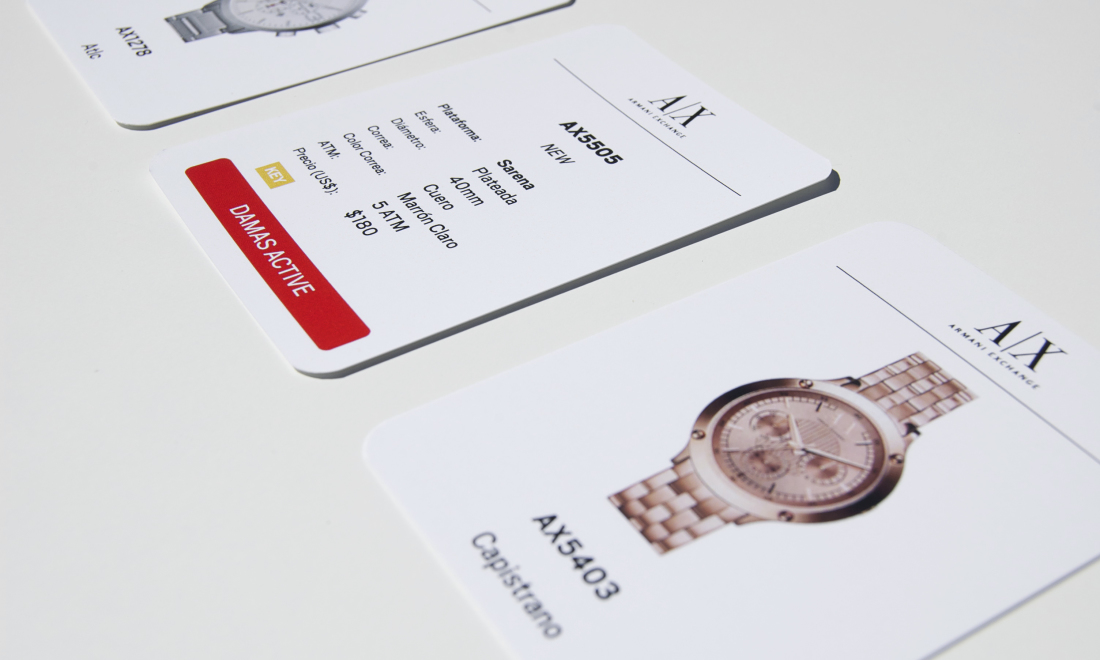 AX1278
Atlc
A|X
ARMANI EXCHANGE
AX5505
NEW
Plataforma: Sarena
Esfera: Plateada
Diámetro: 40mm
Correa: Cuero
Color Correa: Marrón Claro
ATM: 5 ATM
Precio (US$): $180
KEY
DAMAS ACTIVE
A|X
ARMANI EXCHANGE
AX5403
Capistrano